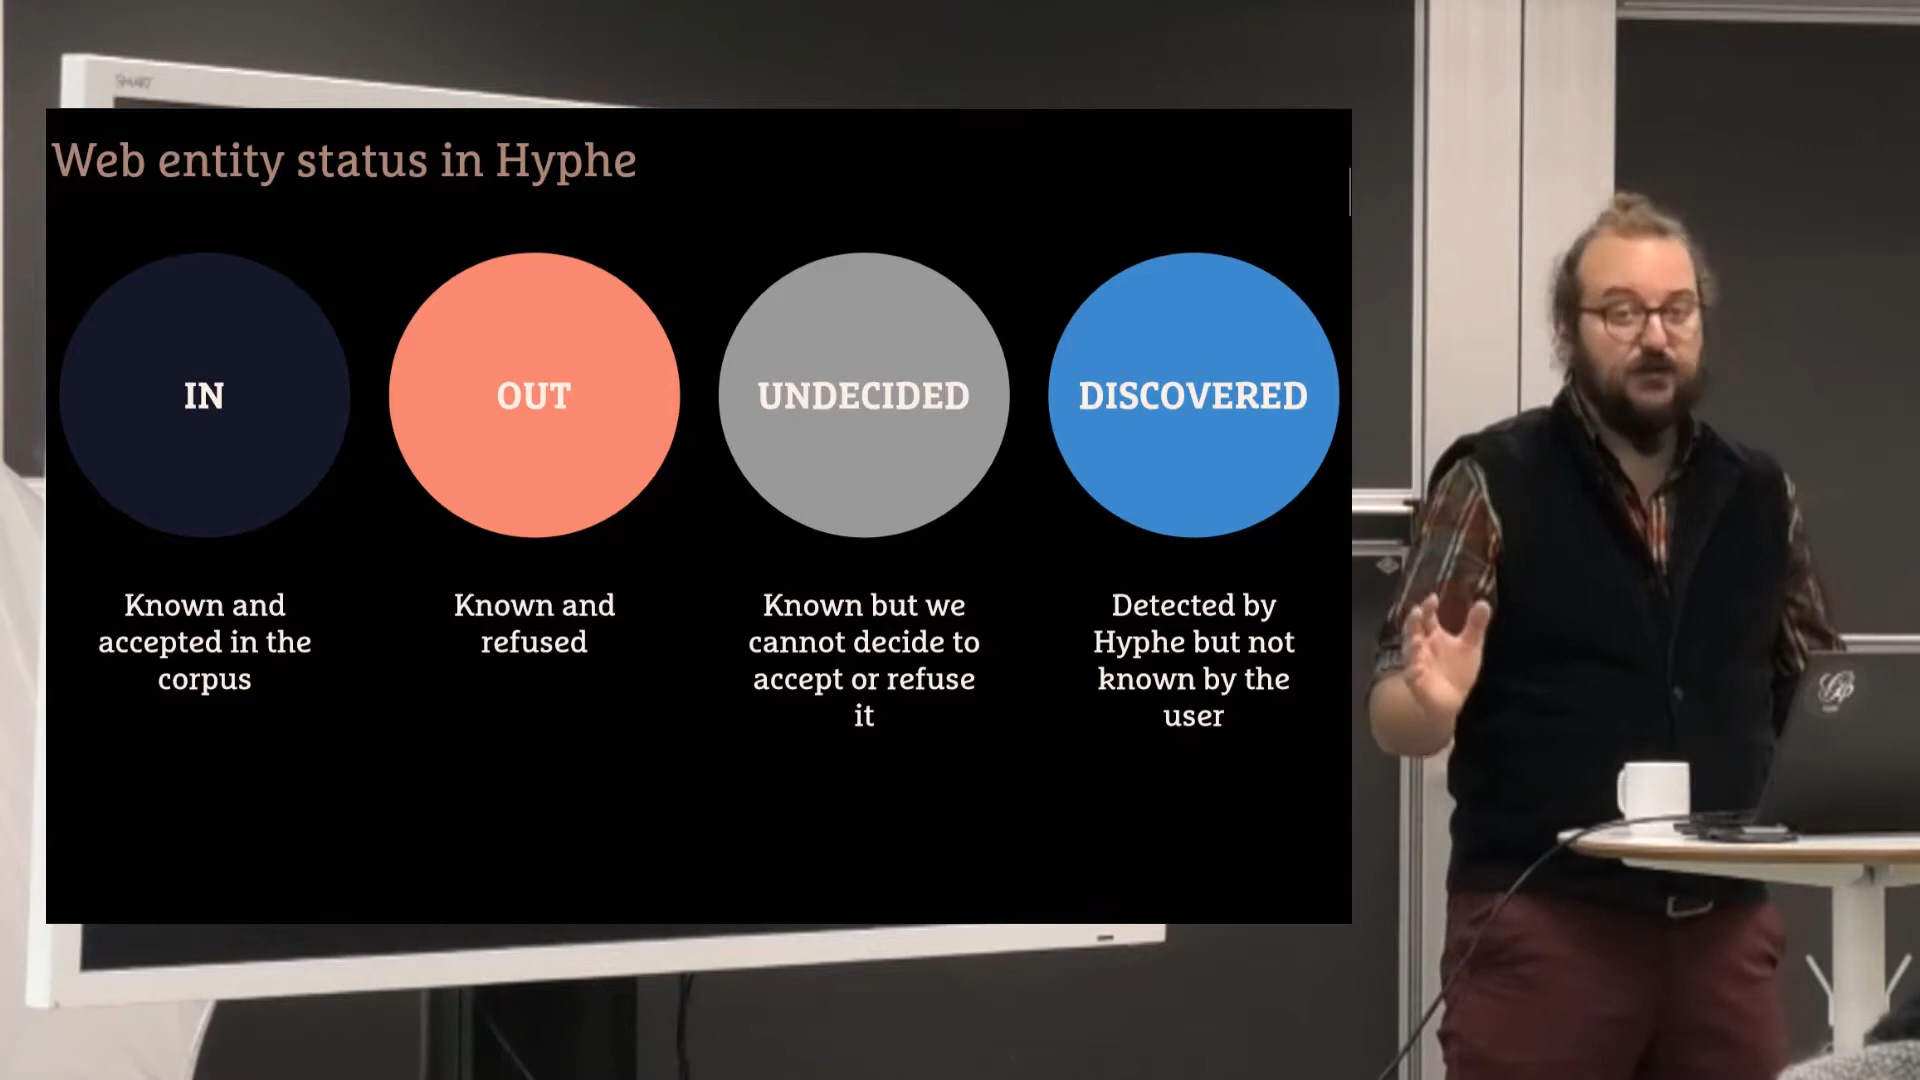 SMART
Web entity status in Hyphe
IN
OUT
UNDECIDED
DISCOVERED
Known and
accepted in the
corpus
Known and
refused
Known but we
cannot decide to
accept or refuse
it
Detected by
Hyphe but not
known by the
user